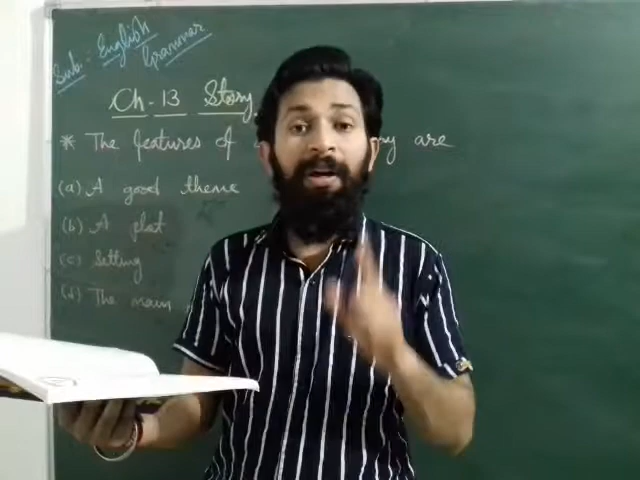 Sub:- English Grammar
Ch-13 Story
* The features of are
(a) A good theme
(b) A plot
(c) Setting
(d) The main